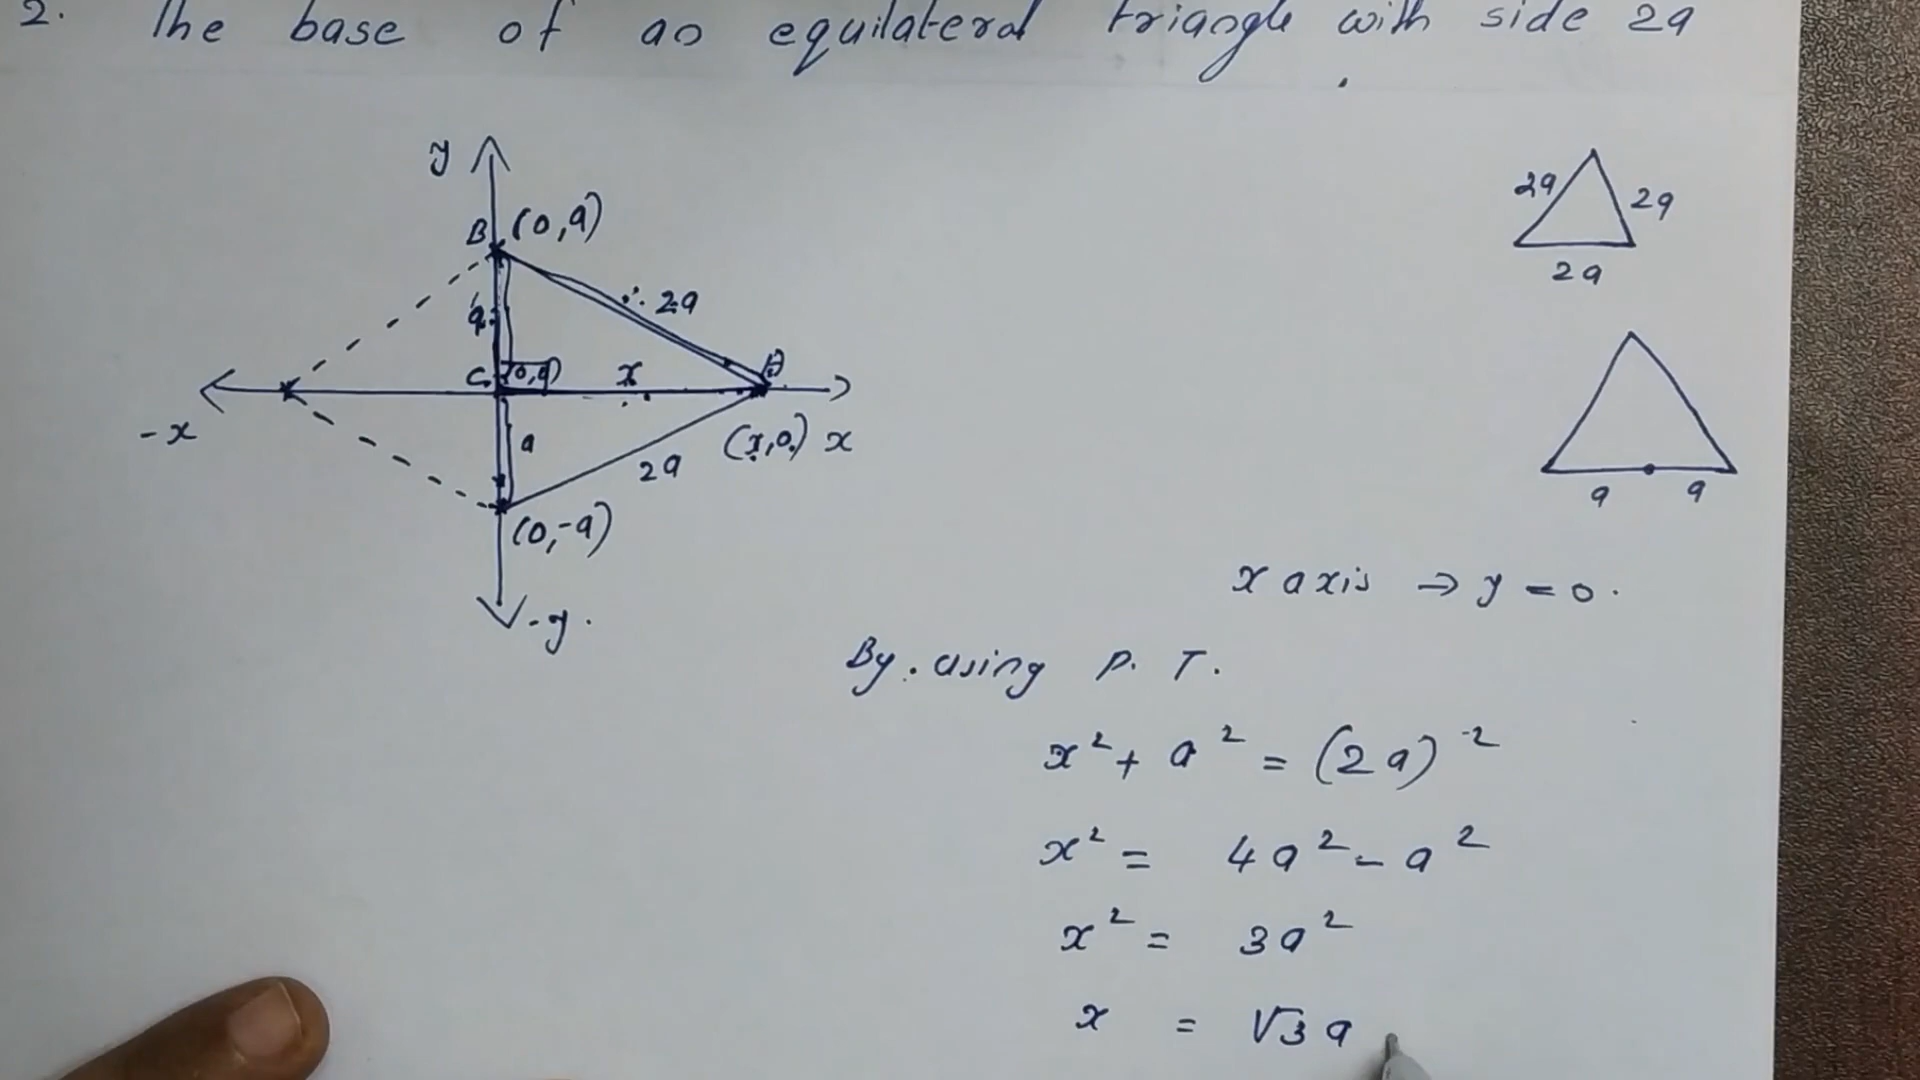 2. The base of an equilateral triangle with side 2a
y
B (0,a)
2a 2a
2a
a
∴ 2a
C (0,0) x A
-x
a
2a
(x,0) x
(0,-a)
-y.
a a
x axis ⇒ y = 0.
By using P. T.
x² + a² = (2a)²
x² = 4a² - a²
x² = 3a²
x = √3 a